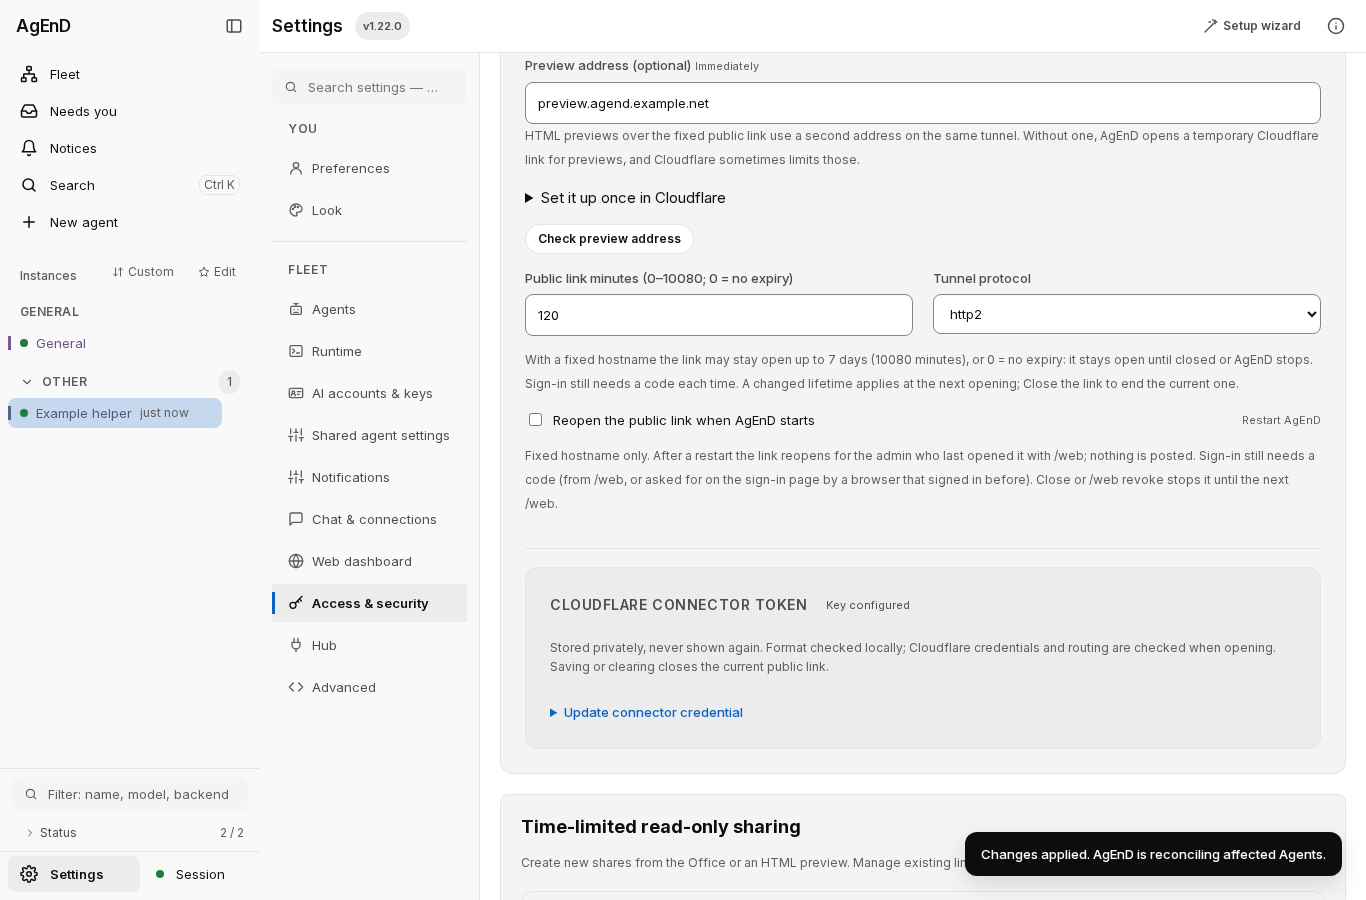 AgEnD
Settings
v1.22.0
Setup wizard
Fleet
Needs you
Notices
Search
Ctrl K
New agent
Instances
Custom
Edit
GENERAL
General
OTHER
1
Example helper
just now
Filter: name, model, backend
Status
2 / 2
Settings
Session
Search settings — …
YOU
Preferences
Look
FLEET
Agents
Runtime
AI accounts & keys
Shared agent settings
Notifications
Chat & connections
Web dashboard
Access & security
Hub
Advanced
Preview address (optional) Immediately
preview.agend.example.net
HTML previews over the fixed public link use a second address on the same tunnel. Without one, AgEnD opens a temporary Cloudflare
link for previews, and Cloudflare sometimes limits those.
Set it up once in Cloudflare
Check preview address
Public link minutes (0–10080; 0 = no expiry)
120
Tunnel protocol
http2
With a fixed hostname the link may stay open up to 7 days (10080 minutes), or 0 = no expiry: it stays open until closed or AgEnD stops.
Sign-in still needs a code each time. A changed lifetime applies at the next opening; Close the link to end the current one.
Reopen the public link when AgEnD starts
Restart AgEnD
Fixed hostname only. After a restart the link reopens for the admin who last opened it with /web; nothing is posted. Sign-in still needs a
code (from /web, or asked for on the sign-in page by a browser that signed in before). Close or /web revoke stops it until the next
/web.
CLOUDFLARE CONNECTOR TOKEN
Key configured
Stored privately, never shown again. Format checked locally; Cloudflare credentials and routing are checked when opening.
Saving or clearing closes the current public link.
Update connector credential
Time-limited read-only sharing
Create new shares from the Office or an HTML preview. Manage existing
Changes applied. AgEnD is reconciling affected Agents.